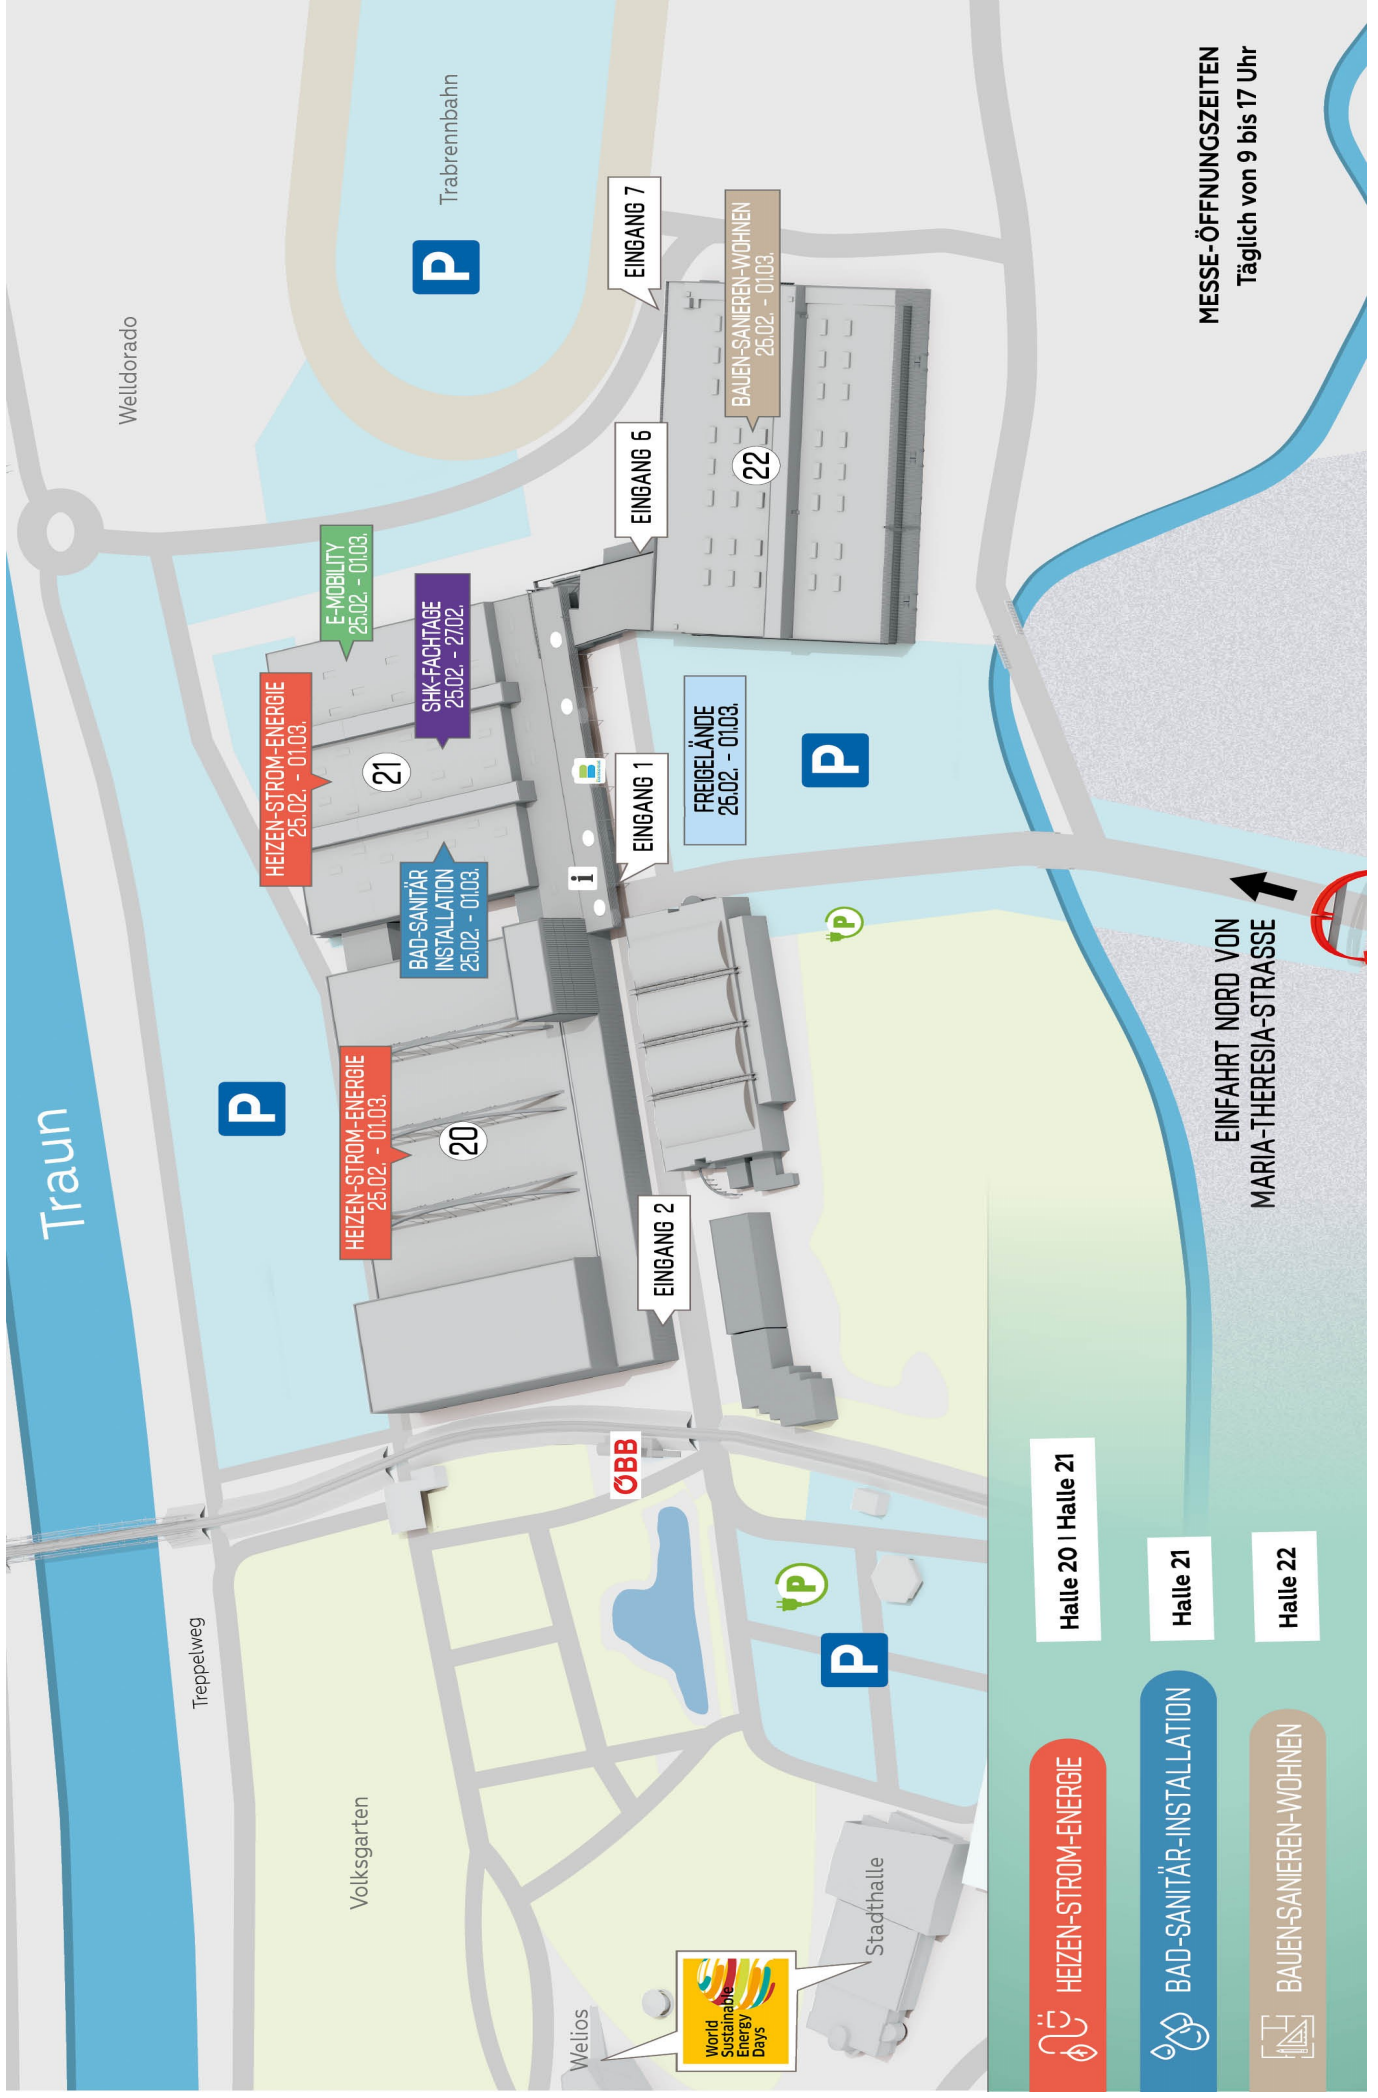 Traun
Welldorado
Trabrennbahn
P
Treppelweg
Volksgarten
P
HEIZEN-STROM-ENERGIE
25.02. - 01.03.
20
HEIZEN-STROM-ENERGIE
25.02. - 01.03.
21
E-MOBILITY
25.02. - 01.03.
SHK-FACHTAGE
25.02. - 27.02.
BAD-SANITÄR
INSTALLATION
25.02. - 01.03.
EINGANG 7
BAUEN-SANIEREN-WOHNEN
26.02. - 01.03.
22
EINGANG 6
EINGANG 1
i
B
FREIGELÄNDE
26.02. - 01.03.
P
P
EINGANG 2
ÖBB
P
P
Welios
World
Sustainable
Energy
Days
Stadthalle
MESSE-ÖFFNUNGSZEITEN
Täglich von 9 bis 17 Uhr
EINFAHRT NORD VON
MARIA-THERESIA-STRASSE
HEIZEN-STROM-ENERGIE
Halle 20 | Halle 21
BAD-SANITÄR-INSTALLATION
Halle 21
BAUEN-SANIEREN-WOHNEN
Halle 22